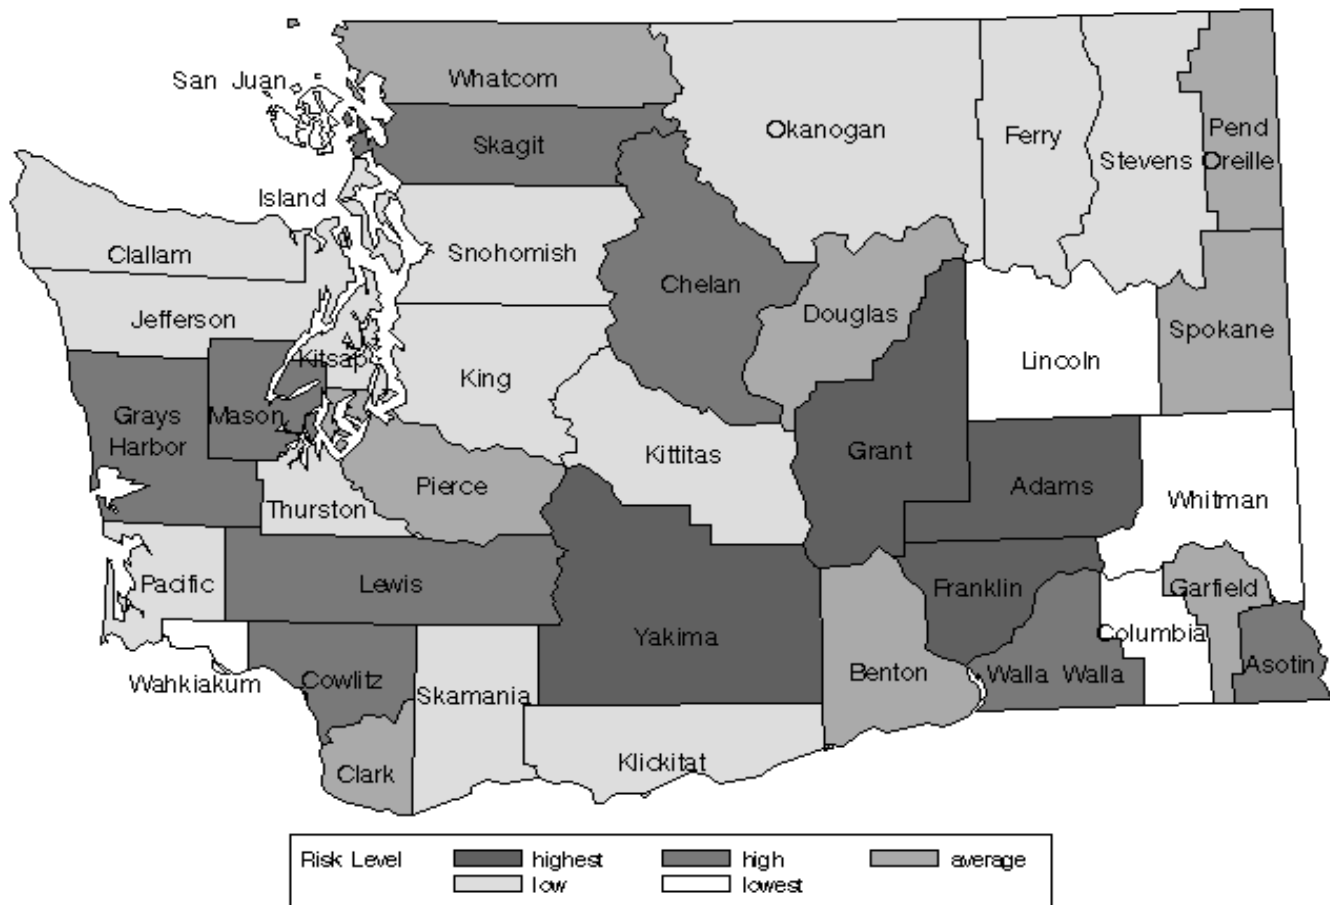 Whatcom
San Juan
Skagit
Okanogan
Ferry
Stevens
Pend
Oreille
Island
Clallam
Snohomish
Chelan
Jefferson
Douglas
Spokane
Kitsap
King
Lincoln
Grays
Harbor
Mason
Kittitas
Grant
Adams
Whitman
Pierce
Thurston
Pacific
Lewis
Franklin
Garfield
Yakima
Columbia
Wahkiakum
Cowlitz
Skamania
Benton
Walla Walla
Asotin
Clark
Klickitat
Risk Level highest high average
low lowest